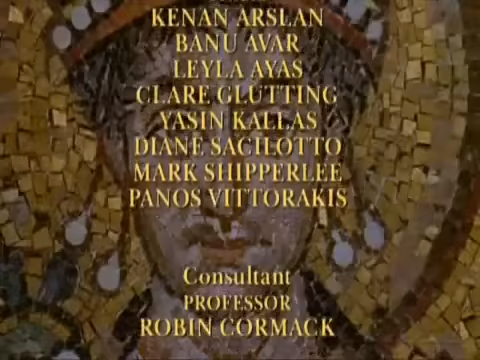 KENAN ARSLAN
BANU AVAR
LEYLA AYAS
CLARE GLUTTING
YASIN KALLAS
DIANE SACILOTTO
MARK SHIPPERLEE
PANOS VITTORAKIS
Consultant
PROFESSOR
ROBIN CORMACK